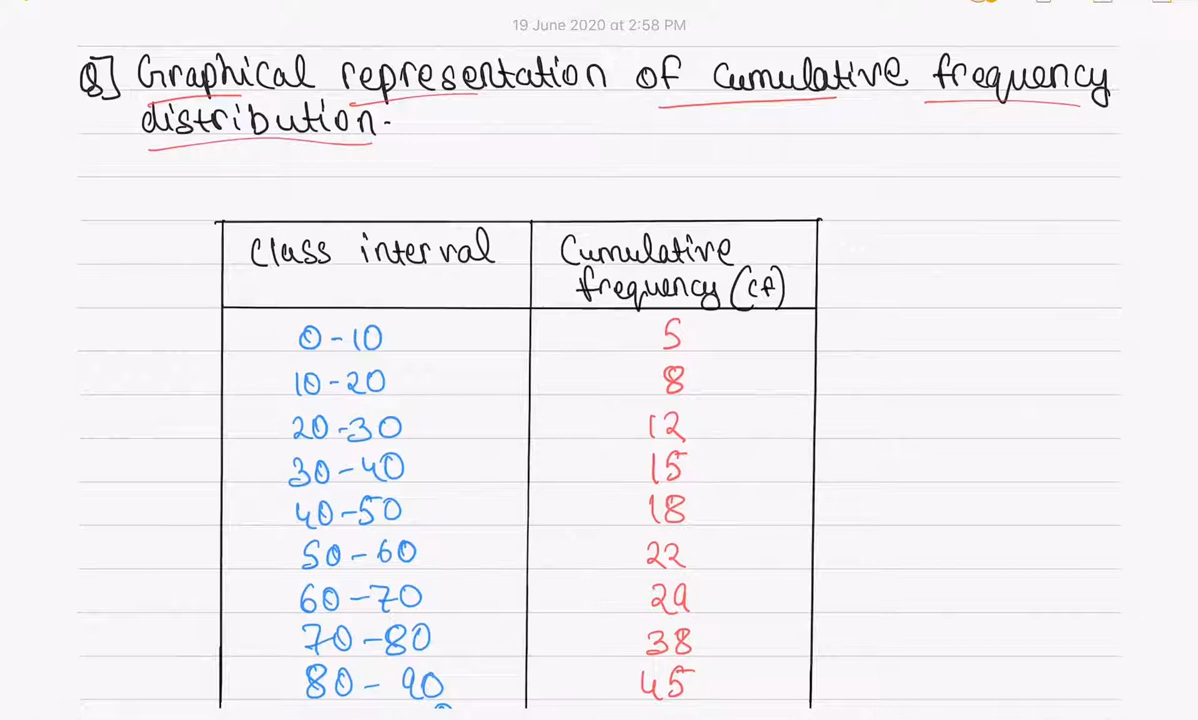 19 June 2020 at 2:58 PM
Q] Graphical representation of cumulative frequency
distribution.
Class interval Cumulative frequency (cf)
0-10 5
10-20 8
20-30 12
30-40 15
40-50 18
50-60 22
60-70 29
70-80 38
80-90 45